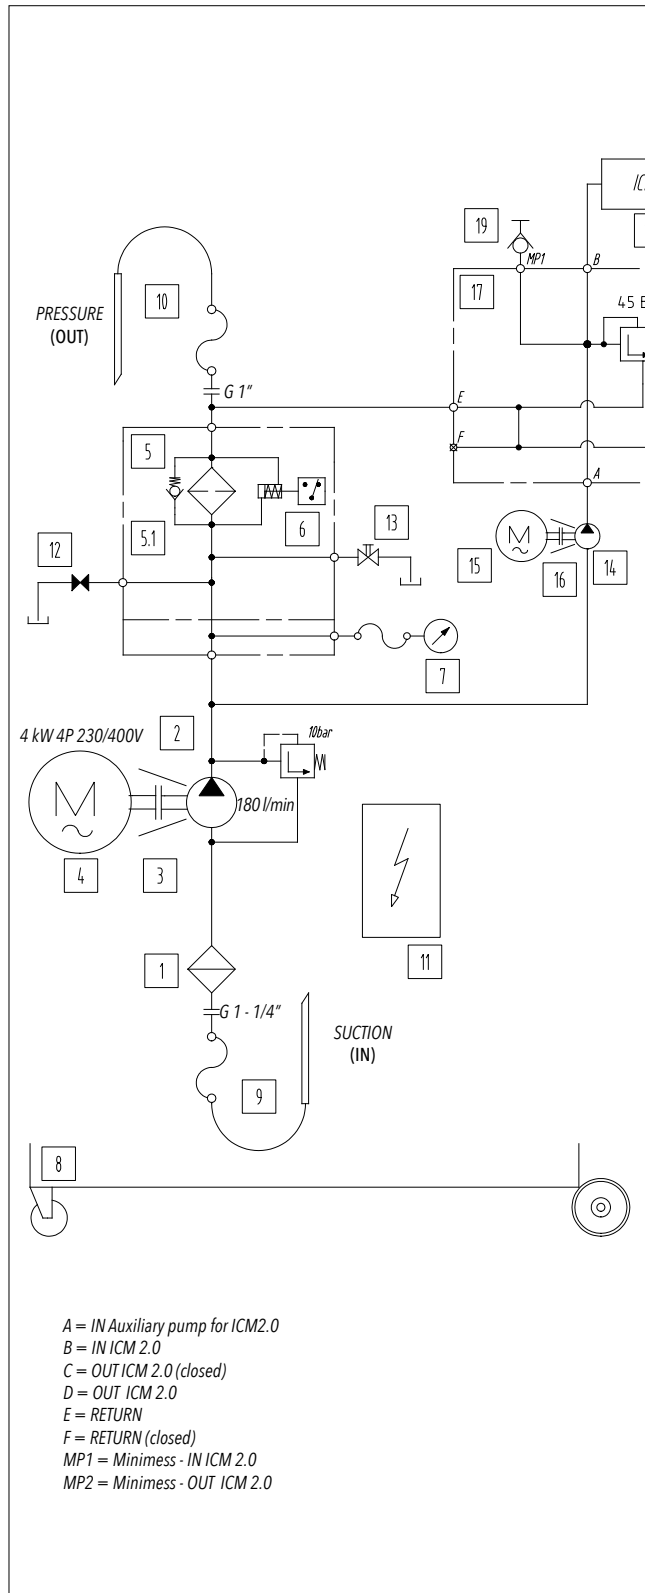 IC
19
MP1
B
10
17
PRESSURE
(OUT)
45 B
G 1"
E
5
F
A
6
13
5.1
12
15
16
14
7
2
4 kW 4P 230/400V
10bar
M
M
180 l/min
4
3
11
1
G 1 - 1/4"
SUCTION
(IN)
9
8
A = IN Auxiliary pump for ICM2.0
B = IN ICM 2.0
C = OUT ICM 2.0 (closed)
D = OUT ICM 2.0
E = RETURN
F = RETURN (closed)
MP1 = Minimess - IN ICM 2.0
MP2 = Minimess - OUT ICM 2.0